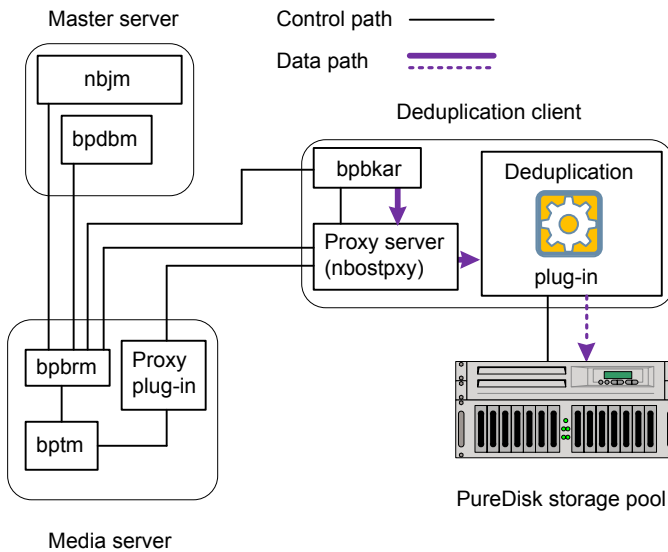 Master server
Control path
Data path
nbjm
bpdbm
Deduplication client
bpbkar
Proxy server
(nbostpxy)
Deduplication
plug-in
bpbrm
Proxy
plug-in
bptm
PureDisk storage pool
Media server